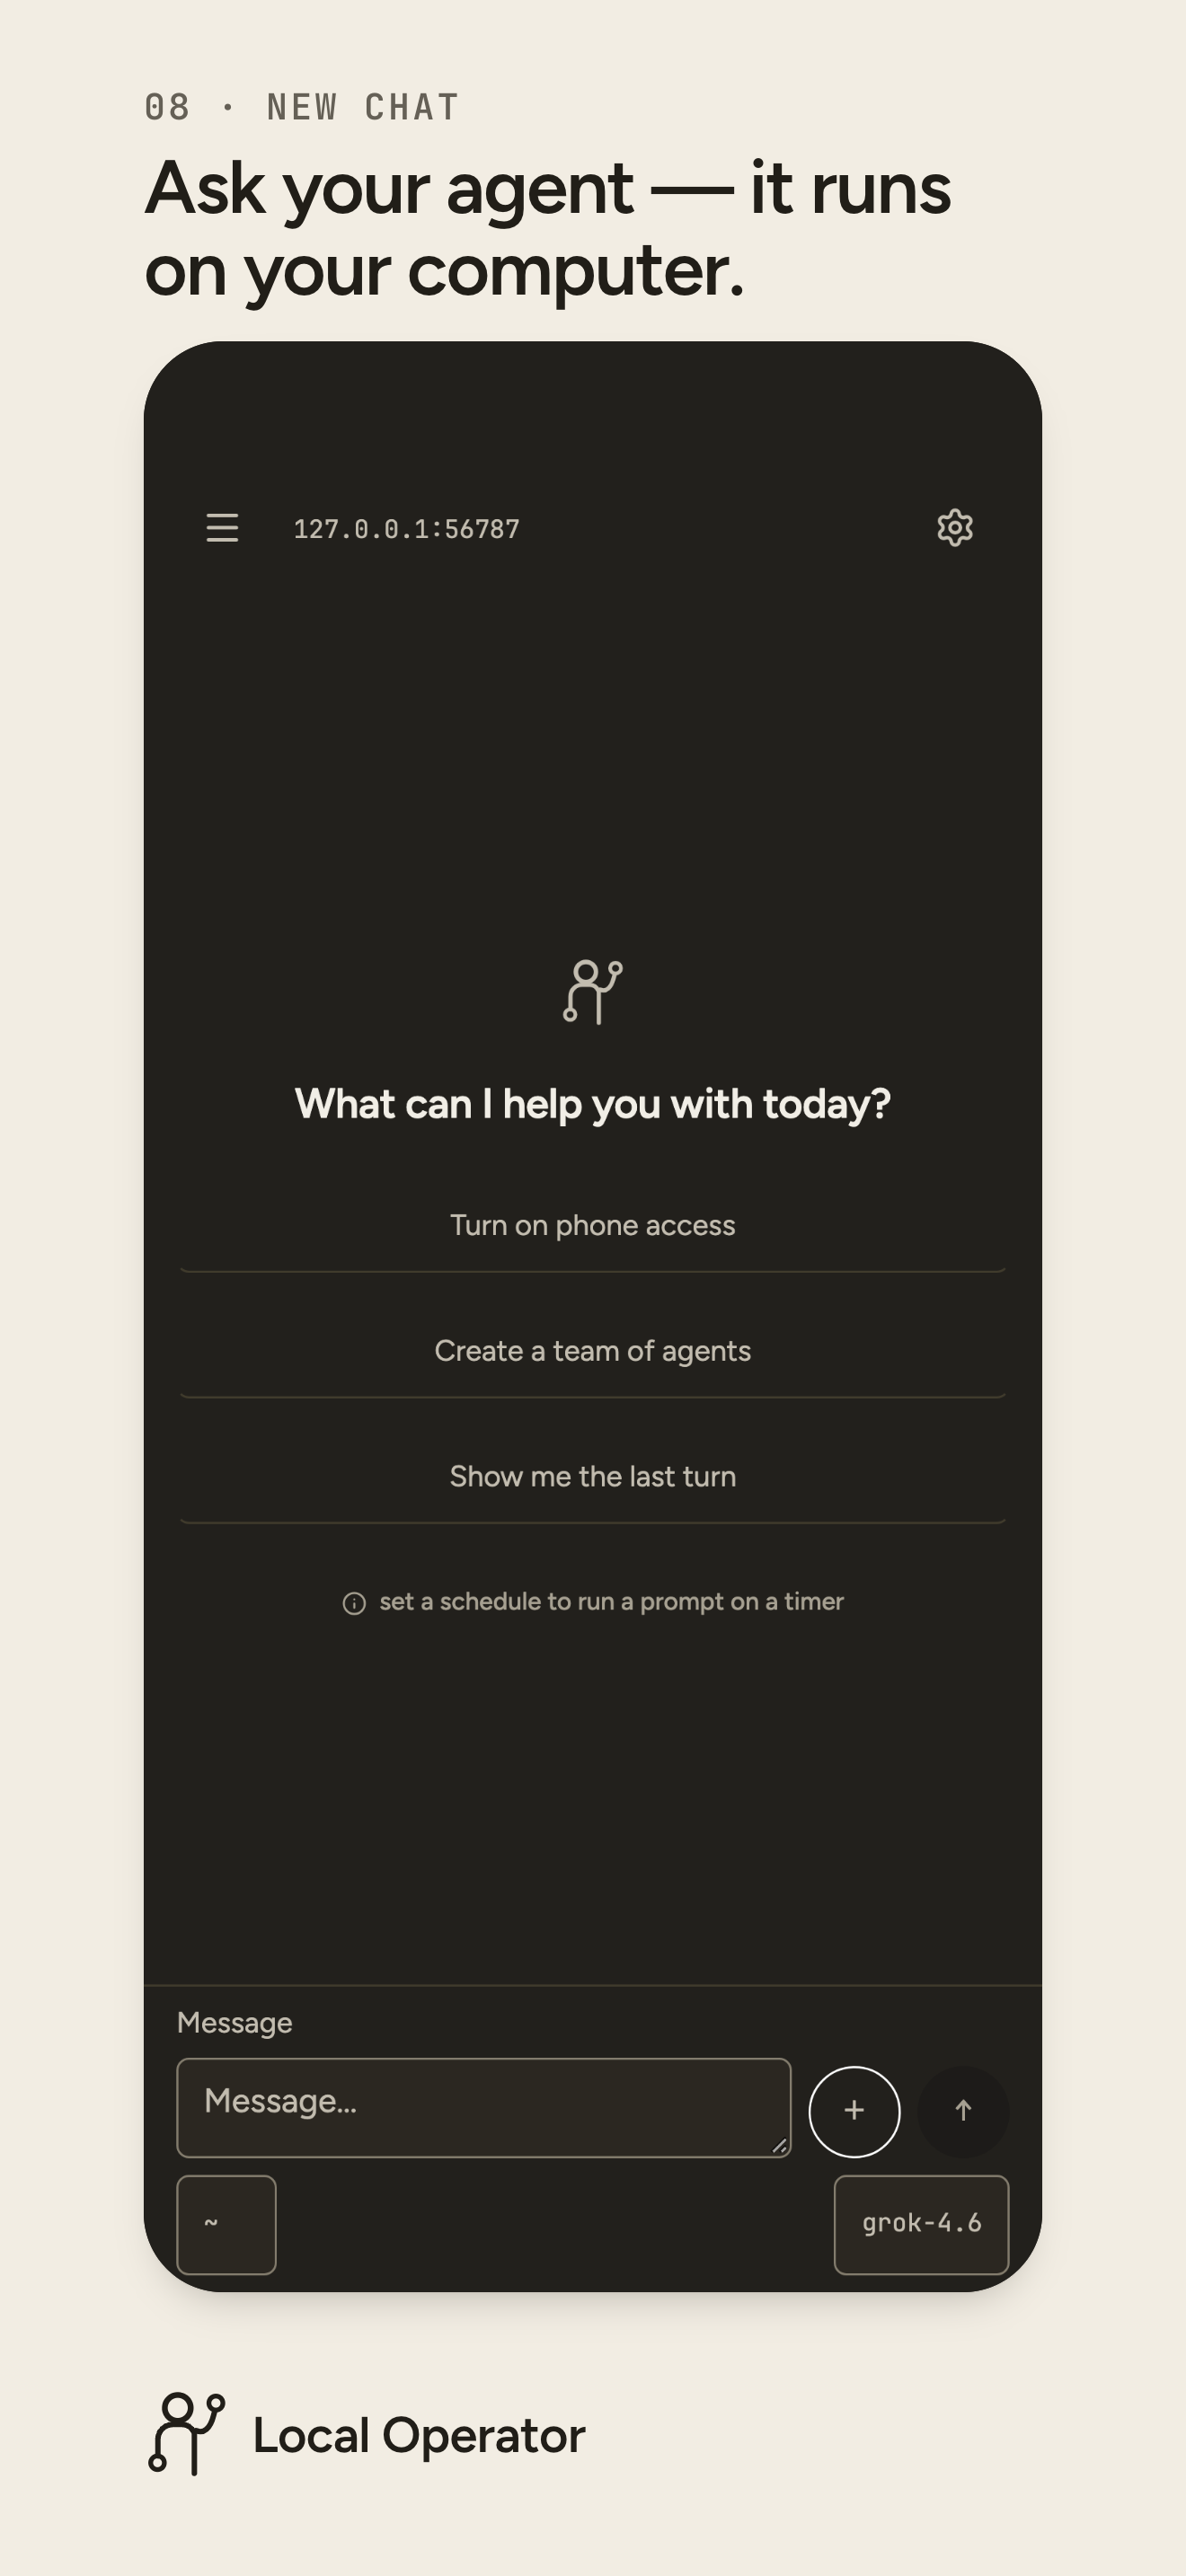 08 · NEW CHAT
Ask your agent — it runs
on your computer.
127.0.0.1:56787
What can I help you with today?
Turn on phone access
Create a team of agents
Show me the last turn
set a schedule to run a prompt on a timer
Message
Message...
~
grok-4.6
Local Operator